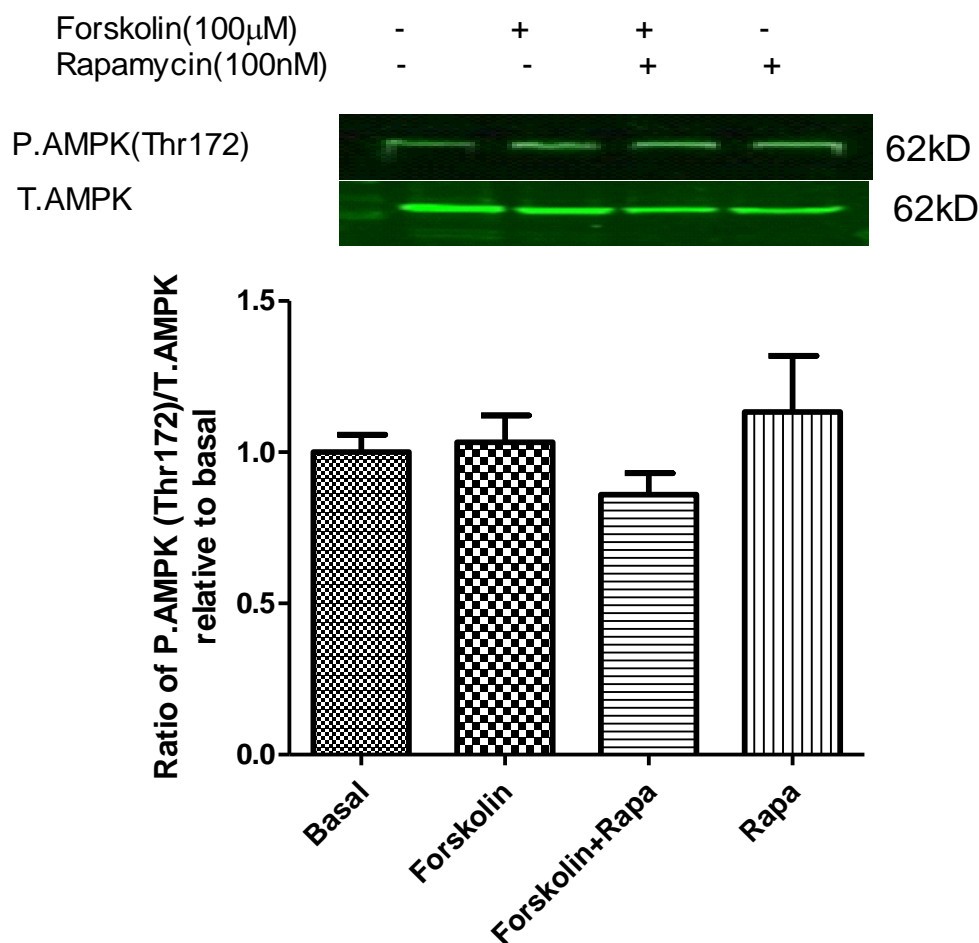 Forskolin(100μM) - + + -
Rapamycin(100nM) - - + +
P.AMPK(Thr172) 62kD
T.AMPK 62kD
Ratio of P.AMPK (Thr172)/T.AMPK
relative to basal
1.5
1.0
0.5
0.0
Basal
Forskolin
Forskolin+Rapa
Rapa